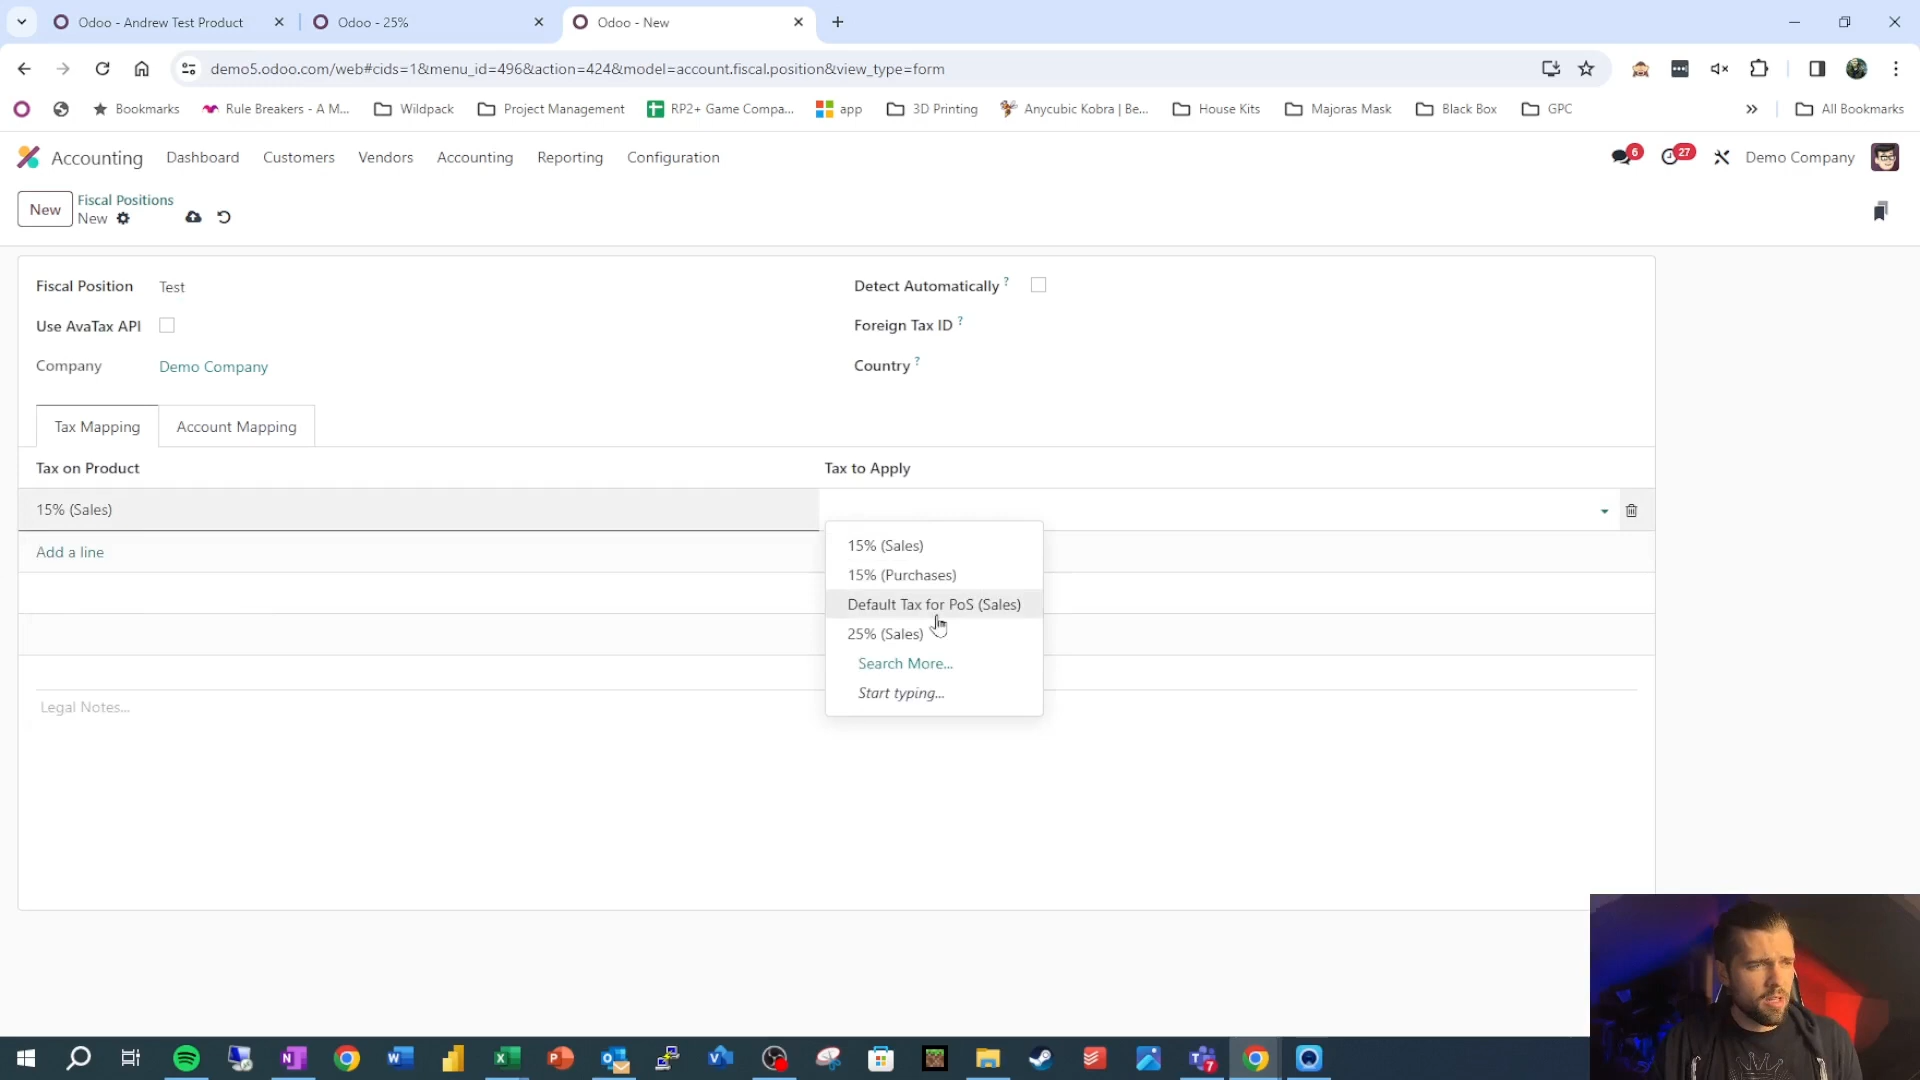 Odoo - Andrew Test Product
Odoo - 25%
Odoo - New
demo5.odoo.com/web#cids=1&menu_id=496&action=424&model=account.fiscal.position&view_type=form
Bookmarks
Rule Breakers - A M...
Wildpack
Project Management
RP2+ Game Compa...
app
3D Printing
Anycubic Kobra | Be...
House Kits
Majoras Mask
Black Box
GPC
»
All Bookmarks
Accounting
Dashboard
Customers
Vendors
Accounting
Reporting
Configuration
6
27
Demo Company
New
Fiscal Positions
New
Fiscal Position
Test
Detect Automatically ?
Use AvaTax API
Foreign Tax ID ?
Company
Demo Company
Country ?
Tax Mapping
Account Mapping
Tax on Product
Tax to Apply
15% (Sales)
Add a line
15% (Sales)
15% (Purchases)
Default Tax for PoS (Sales)
25% (Sales)
Search More...
Start typing...
Legal Notes...